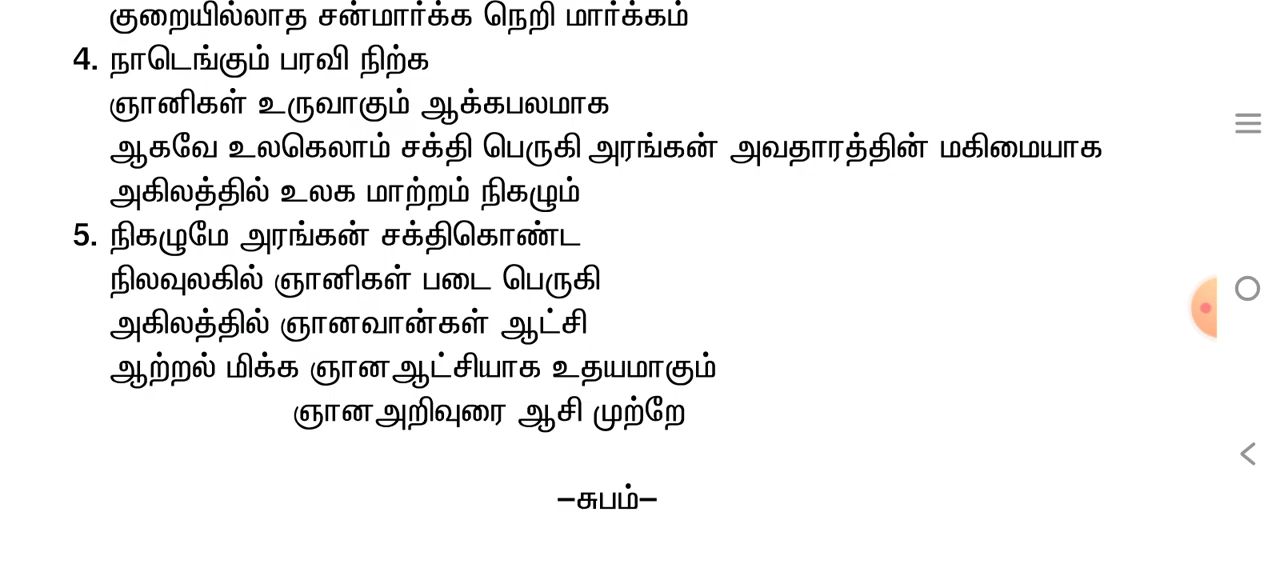 குறையில்லாத சன்மார்க்க நெறி மார்க்கம்
4. நாடெங்கும் பரவி நிற்க
ஞானிகள் உருவாகும் ஆக்கபலமாக
ஆகவே உலகெலாம் சக்தி பெருகி அரங்கன் அவதாரத்தின் மகிமையாக
அகிலத்தில் உலக மாற்றம் நிகழும்
5. நிகழுமே அரங்கன் சக்திகொண்ட
நிலவுலகில் ஞானிகள் படை பெருகி
அகிலத்தில் ஞானவான்கள் ஆட்சி
ஆற்றல் மிக்க ஞானஆட்சியாக உதயமாகும்
ஞானஅறிவுரை ஆசி முற்றே
–சுபம்–